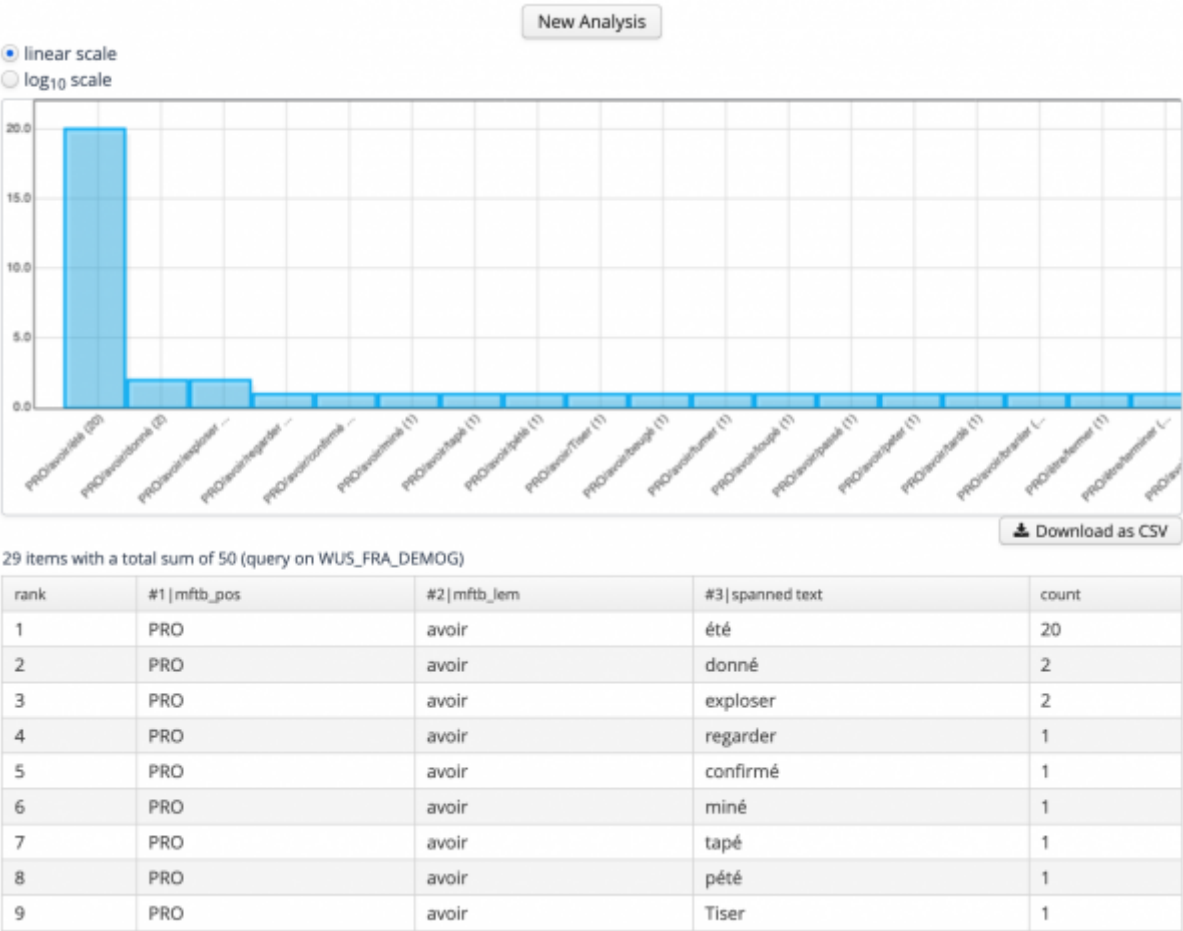 New Analysis
linear scale
log10 scale
20.0
15.0
10.0
5.0
0.0
PRO/avoir/été (20)
PRO/avoir/donné (2)
PRO/avoir/exploser ...
PRO/avoir/regarder ...
PRO/avoir/confirmé ...
PRO/avoir/miné (1)
PRO/avoir/tapé (1)
PRO/avoir/pété (1)
PRO/avoir/Tiser (1)
PRO/avoir/beugé (1)
PRO/avoir/fumer (1)
PRO/avoir/loupé (1)
PRO/avoir/passé (1)
PRO/avoir/peter (1)
PRO/avoir/tardé (1)
PRO/avoir/branler (...
PRO/être/fermer (1)
PRO/être/terminer (...
Download as CSV
29 items with a total sum of 50 (query on WUS_FRA_DEMOG)
rank #1|mftb_pos #2|mftb_lem #3|spanned text count
1 PRO avoir été 20
2 PRO avoir donné 2
3 PRO avoir exploser 2
4 PRO avoir regarder 1
5 PRO avoir confirmé 1
6 PRO avoir miné 1
7 PRO avoir tapé 1
8 PRO avoir pété 1
9 PRO avoir Tiser 1